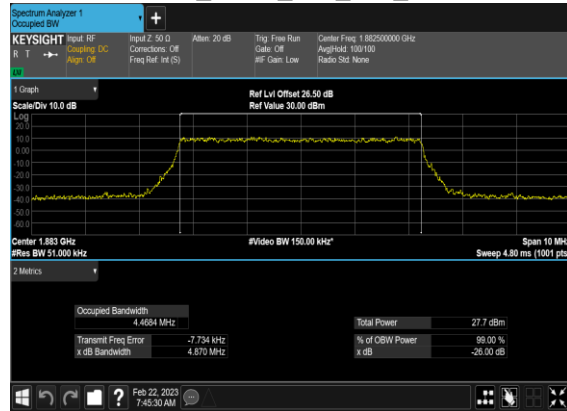 Spectrum Analyzer 1
Occupied BW
+
KEYSIGHT Input: RF Input Z: 50 Ω Atten: 20 dB Trig: Free Run Center Freq: 1.882500000 GHz
R T Coupling: DC Corrections: Off Gate: Off Avg|Hold: 100/100
Align: Off Freq Ref: Int (S) #IF Gain: Low Radio Std: None
LW
1 Graph
Ref Lvl Offset 26.50 dB
Scale/Div 10.0 dB Ref Value 30.00 dBm
Log
20.0
10.0
0.00
-10.0
-20.0
-30.0
-40.0
-50.0
-60.0
Center 1.883 GHz #Video BW 150.00 kHz* Span 10 MHz
#Res BW 51.000 kHz Sweep 4.80 ms (1001 pts
2 Metrics
Occupied Bandwidth
4.4684 MHz Total Power 27.7 dBm
Transmit Freq Error -7.734 kHz % of OBW Power 99.00 %
x dB Bandwidth 4.870 MHz x dB -26.00 dB
?
Feb 22, 2023
7:45:30 AM